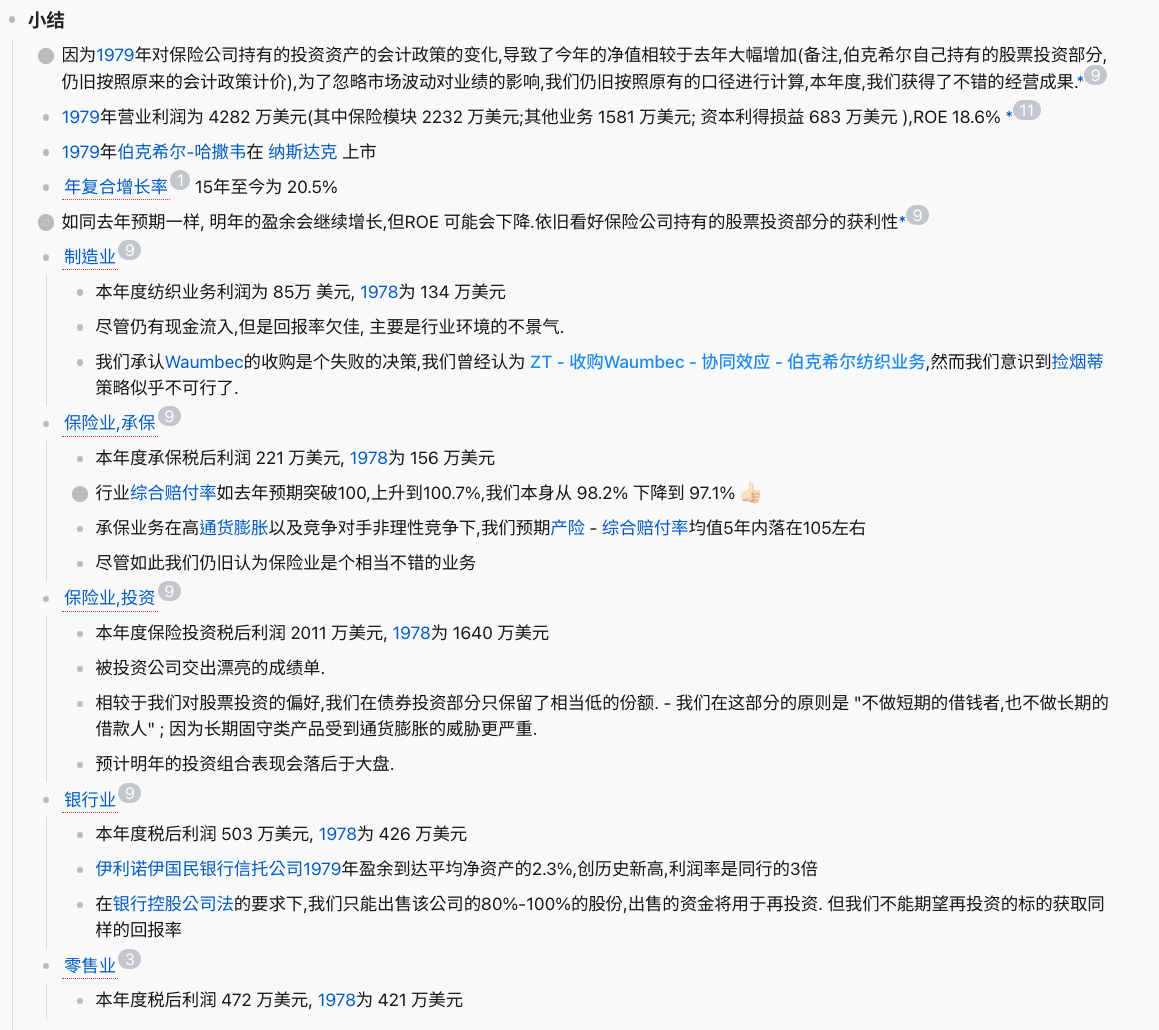 小结
因为1979年对保险公司持有的投资资产的会计政策的变化,导致了今年的净值相较于去年大幅增加(备注,伯克希尔自己持有的股票投资部分,
仍旧按照原来的会计政策计价),为了忽略市场波动对业绩的影响,我们仍旧按照原有的口径进行计算,本年度,我们获得了不错的经营成果.* 9
1979年营业利润为 4282 万美元(其中保险模块 2232 万美元;其他业务 1581 万美元; 资本利得损益 683 万美元 ),ROE 18.6% * 11
1979年伯克希尔-哈撒韦在 纳斯达克 上市
年复合增长率 1 15年至今为 20.5%
如同去年预期一样, 明年的盈余会继续增长,但ROE 可能会下降.依旧看好保险公司持有的股票投资部分的获利性* 9
制造业 9
本年度纺织业务利润为 85万 美元, 1978为 134 万美元
尽管仍有现金流入,但是回报率欠佳, 主要是行业环境的不景气.
我们承认Waumbec的收购是个失败的决策,我们曾经认为 ZT - 收购Waumbec - 协同效应 - 伯克希尔纺织业务,然而我们意识到捡烟蒂
策略似乎不可行了.
保险业,承保 9
本年度承保税后利润 221 万美元, 1978为 156 万美元
行业综合赔付率如去年预期突破100,上升到100.7%,我们本身从 98.2% 下降到 97.1% 👍🏻
承保业务在高通货膨胀以及竞争对手非理性竞争下,我们预期产险 - 综合赔付率均值5年内落在105左右
尽管如此我们仍旧认为保险业是个相当不错的业务
保险业,投资 9
本年度保险投资税后利润 2011 万美元, 1978为 1640 万美元
被投资公司交出漂亮的成绩单.
相较于我们对股票投资的偏好,我们在债券投资部分只保留了相当低的份额. - 我们在这部分的原则是 "不做短期的借钱者,也不做长期的
借款人" ; 因为长期固守类产品受到通货膨胀的威胁更严重.
预计明年的投资组合表现会落后于大盘.
银行业 9
本年度税后利润 503 万美元, 1978为 426 万美元
伊利诺伊国民银行信托公司1979年盈余到达平均净资产的2.3%,创历史新高,利润率是同行的3倍
在银行控股公司法的要求下,我们只能出售该公司的80%-100%的股份,出售的资金将用于再投资. 但我们不能期望再投资的标的获取同
样的回报率
零售业 3
本年度税后利润 472 万美元, 1978为 421 万美元